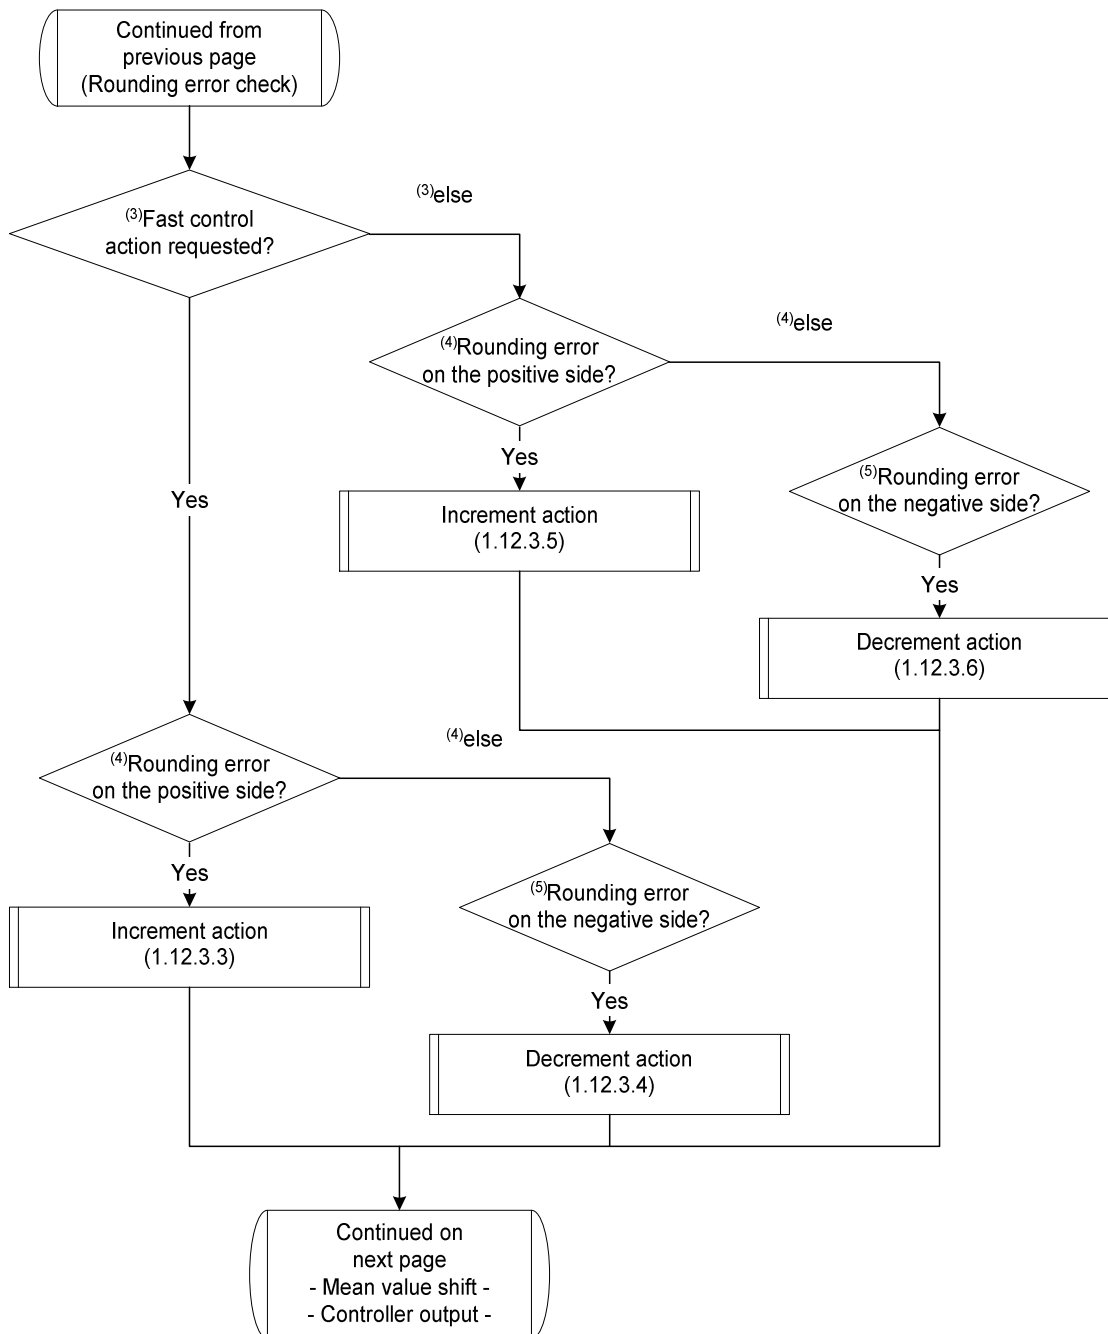 Continued from
previous page
(Rounding error check)
(3)else
(3)Fast control
action requested?
(4)else
(4)Rounding error
on the positive side?
Yes
(5)Rounding error
on the negative side?
Yes
Increment action
(1.12.3.5)
Yes
Decrement action
(1.12.3.6)
(4)else
(4)Rounding error
on the positive side?
Yes
(5)Rounding error
on the negative side?
Increment action
(1.12.3.3)
Yes
Decrement action
(1.12.3.4)
Continued on
next page
- Mean value shift -
- Controller output -